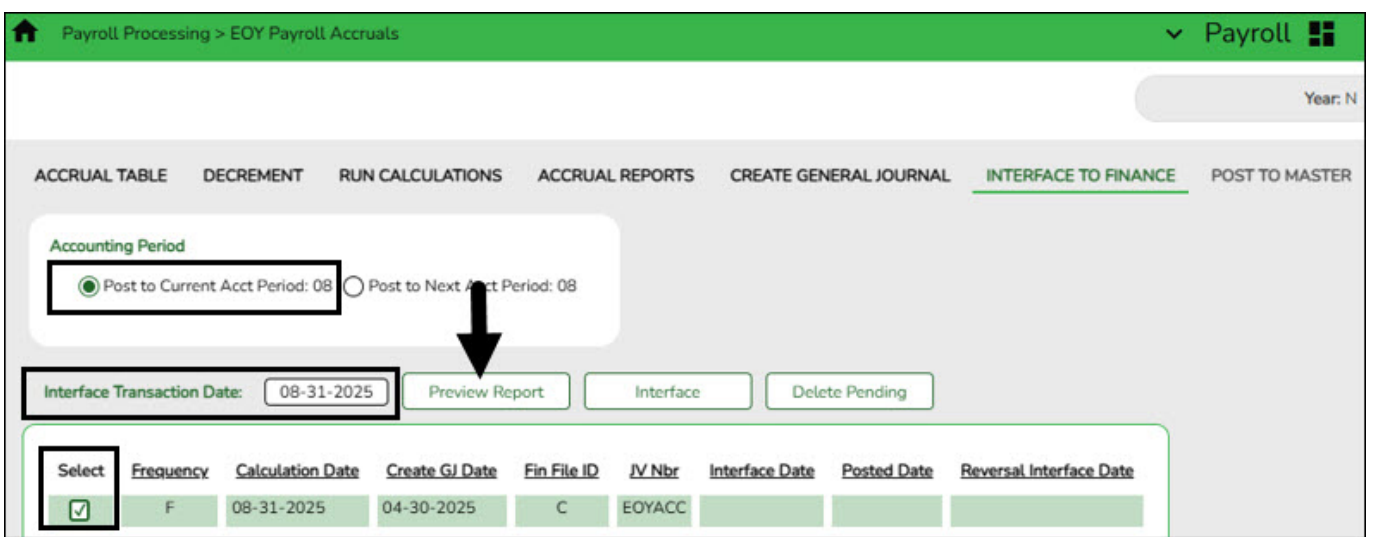 Payroll Processing > EOY Payroll Accruals
Payroll
Year: N
ACCRUAL TABLE DECREMENT RUN CALCULATIONS ACCRUAL REPORTS CREATE GENERAL JOURNAL INTERFACE TO FINANCE POST TO MASTER
Accounting Period
Post to Current Acct Period: 08 Post to Next Acct Period: 08
Interface Transaction Date: 08-31-2025 Preview Report Interface Delete Pending
Select Frequency Calculation Date Create GJ Date Fin File ID JV Nbr Interface Date Posted Date Reversal Interface Date
F 08-31-2025 04-30-2025 C EOYACC